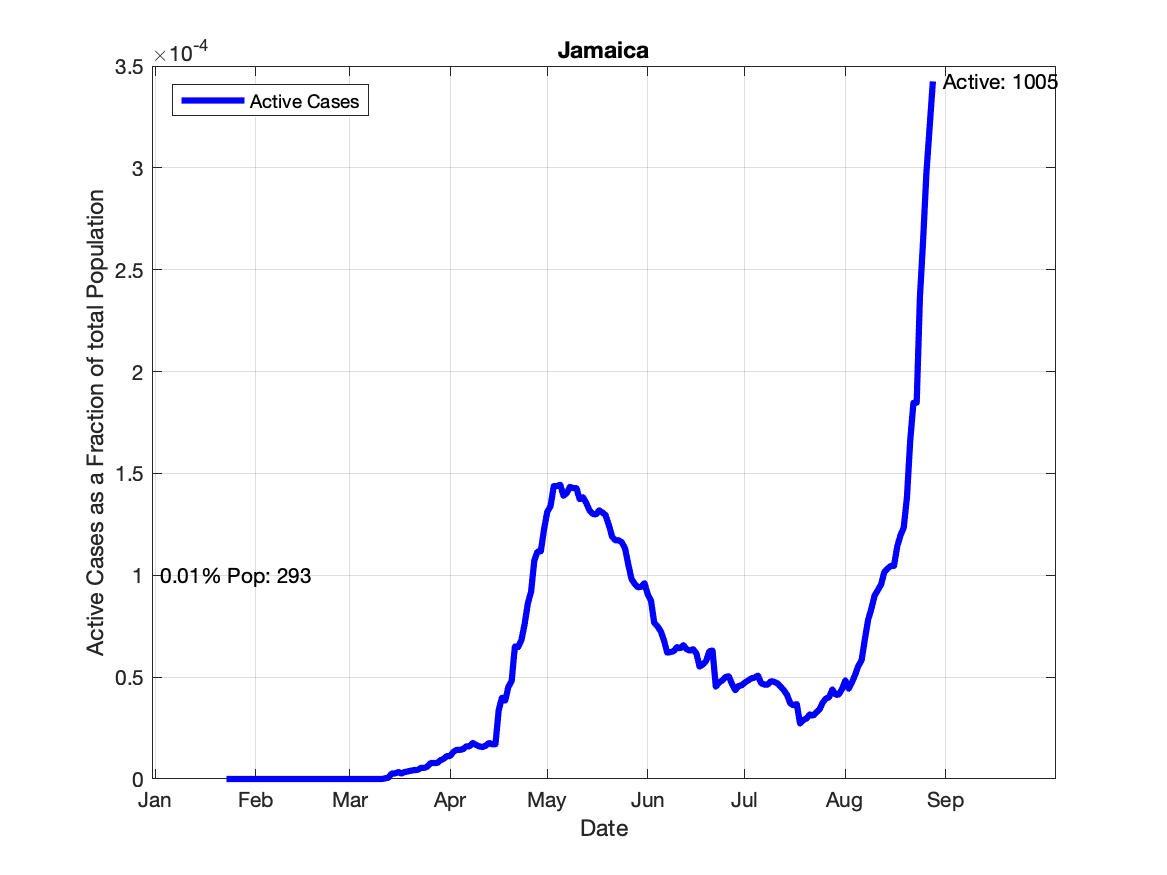 Jamaica
×10-4
3.5
3
2.5
2
1.5
1
0.5
0
Active Cases as a Fraction of total Population
Active Cases
Active: 1005
0.01% Pop: 293
Jan Feb Mar Apr May Jun Jul Aug Sep
Date